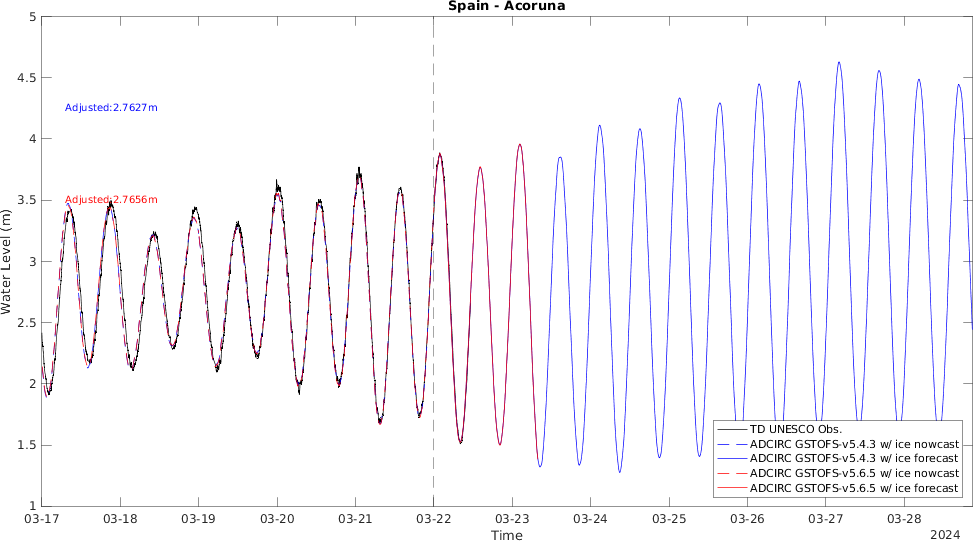 Spain - Acoruna
5
4.5
4
3.5
3
2.5
2
1.5
1
Water Level (m)
Adjusted:2.7627m
Adjusted:2.7656m
TD UNESCO Obs.
ADCIRC GSTOFS-v5.4.3 w/ ice nowcast
ADCIRC GSTOFS-v5.4.3 w/ ice forecast
ADCIRC GSTOFS-v5.6.5 w/ ice nowcast
ADCIRC GSTOFS-v5.6.5 w/ ice forecast
03-17 03-18 03-19 03-20 03-21 03-22 03-23 03-24 03-25 03-26 03-27 03-28
Time
2024